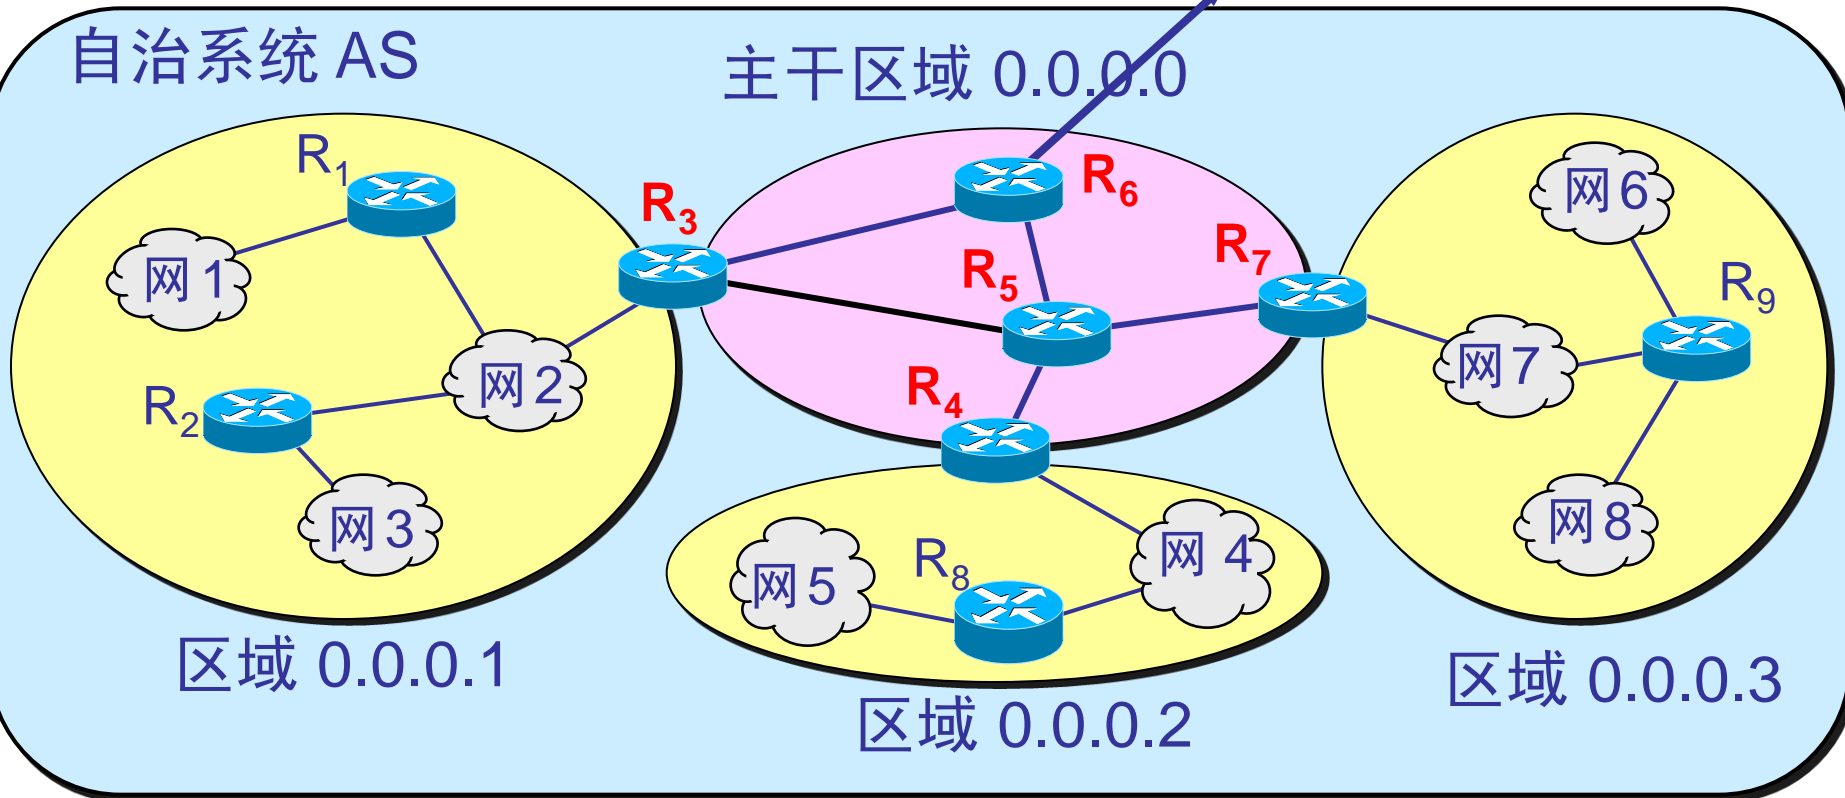 自治系统 AS
主干区域 0.0.0.0
R1
R3
R6
网6
网1
R5
R7
R9
网7
R2
网2
R4
网3
网8
网5
R8
网 4
区域 0.0.0.1
区域 0.0.0.2
区域 0.0.0.3